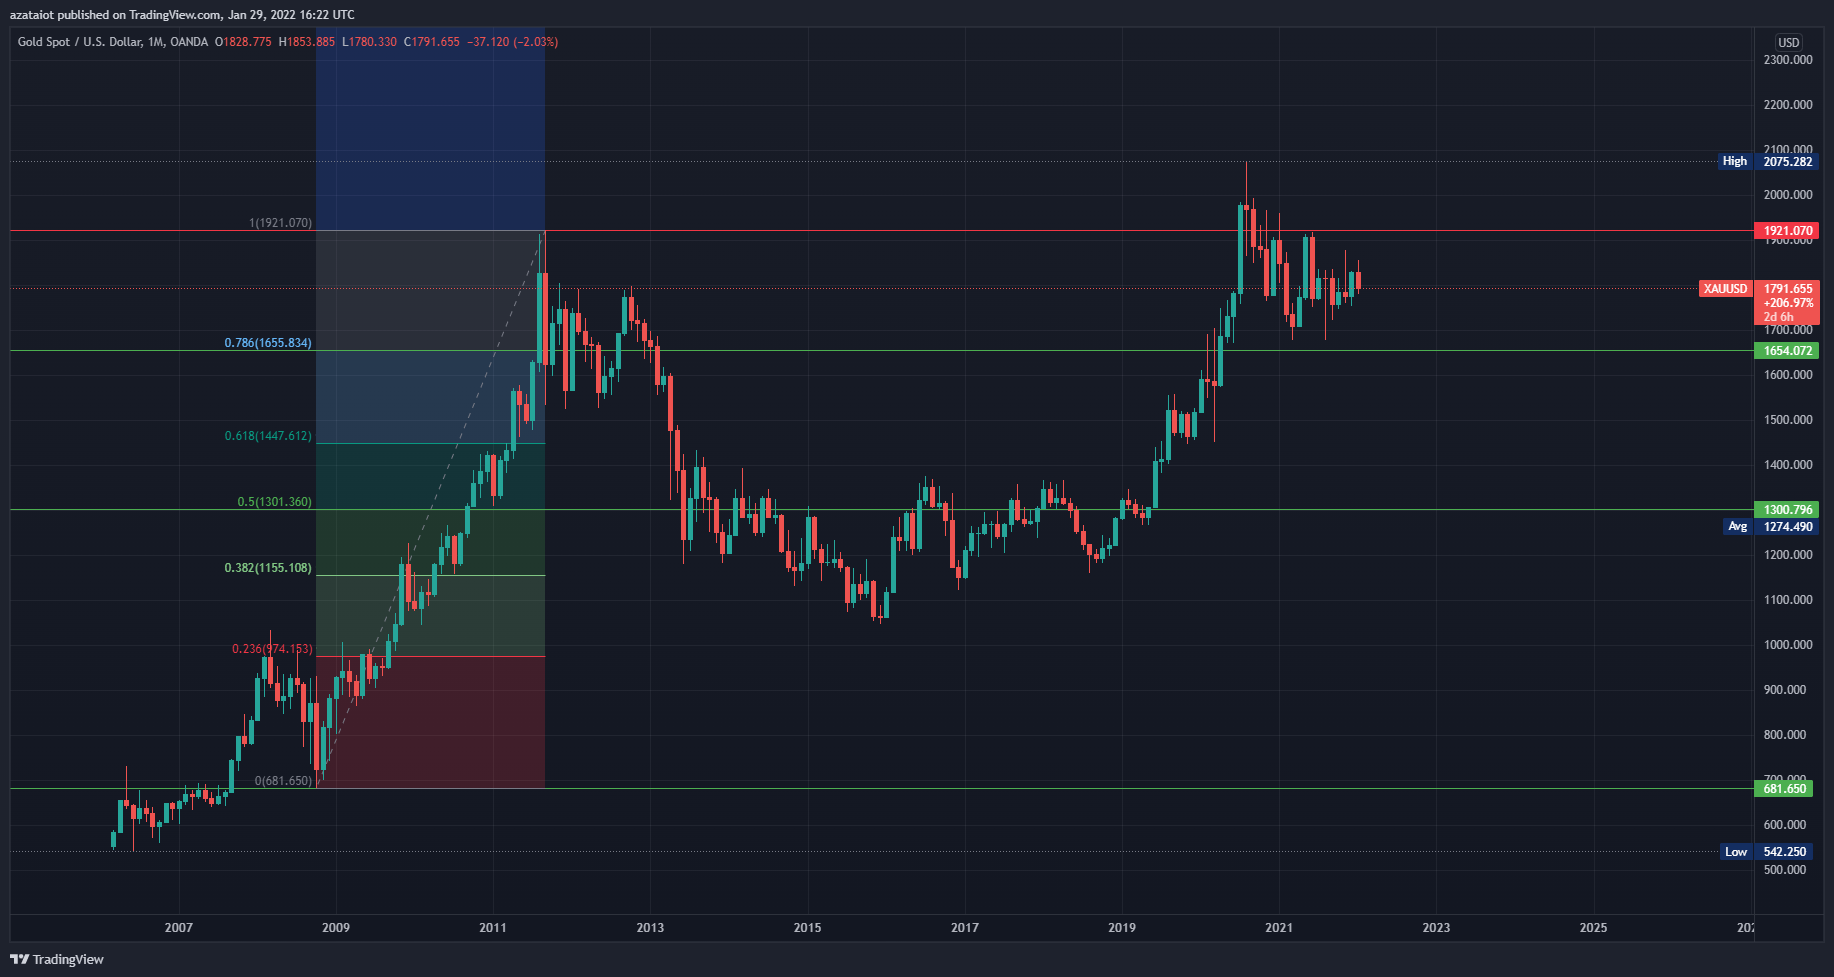 azataiot published on TradingView.com, Jan 29, 2022 16:22 UTC
Gold Spot / U.S. Dollar, 1M, OANDA O1828.775 H1853.885 L1780.330 C1791.655 −37.120 (−2.03%)
USD
2300.000
2200.000
2100.000
High 2075.282
2000.000
1(1921.070)
1921.070
1900.000
XAUUSD 1791.655
+206.97%
2d 6h
1700.000
0.786(1655.834)
1654.072
1600.000
1500.000
0.618(1447.612)
1400.000
0.5(1301.360)
1300.796
Avg 1274.490
1200.000
0.382(1155.108)
1100.000
0.236(974.153)
1000.000
900.000
800.000
0(681.650)
700.000
681.650
600.000
Low 542.250
500.000
2007 2009 2011 2013 2015 2017 2019 2021 2023 2025 202
TradingView